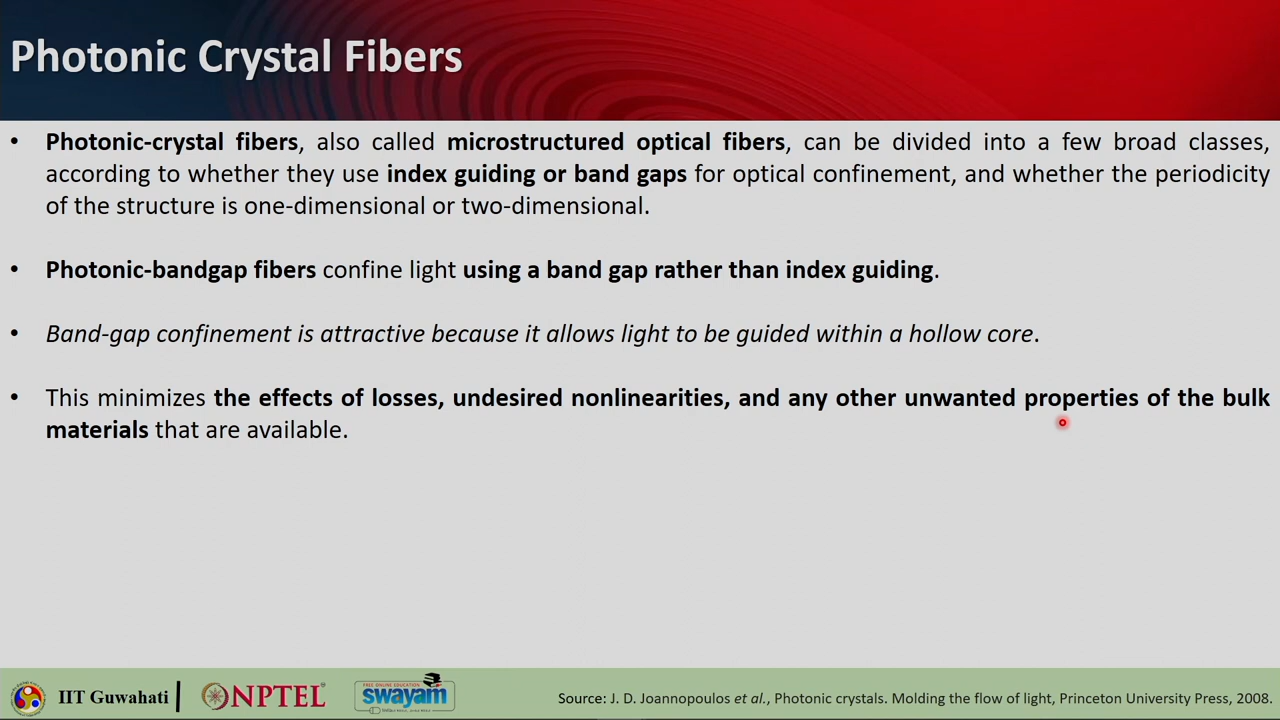 Photonic Crystal Fibers
• Photonic-crystal fibers, also called microstructured optical fibers, can be divided into a few broad classes,
according to whether they use index guiding or band gaps for optical confinement, and whether the periodicity
of the structure is one-dimensional or two-dimensional.
• Photonic-bandgap fibers confine light using a band gap rather than index guiding.
• Band-gap confinement is attractive because it allows light to be guided within a hollow core.
• This minimizes the effects of losses, undesired nonlinearities, and any other unwanted properties of the bulk
materials that are available.
IIT Guwahati
NPTEL
FREE ONLINE EDUCATION
swayam
Source: J. D. Joannopoulos et al., Photonic crystals. Molding the flow of light, Princeton University Press, 2008.